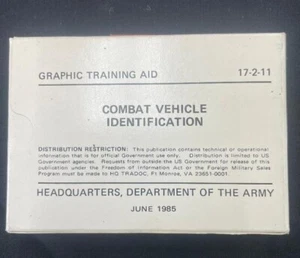 GRAPHIC TRAINING AID 17-2-11
COMBAT VEHICLE
IDENTIFICATION
DISTRIBUTION RESTRICTION: This publication contains technical or operational
information that is for official Government use only. Distribution is limited to US
Government agencies. Requests from outside the US Government for release of this
publication under the Freedom of Information Act or the Foreign Military Sales
Program must be made to HQ TRADOC, Ft Monroe, VA 23651-5000.
HEADQUARTERS, DEPARTMENT OF THE ARMY
JUNE 1985